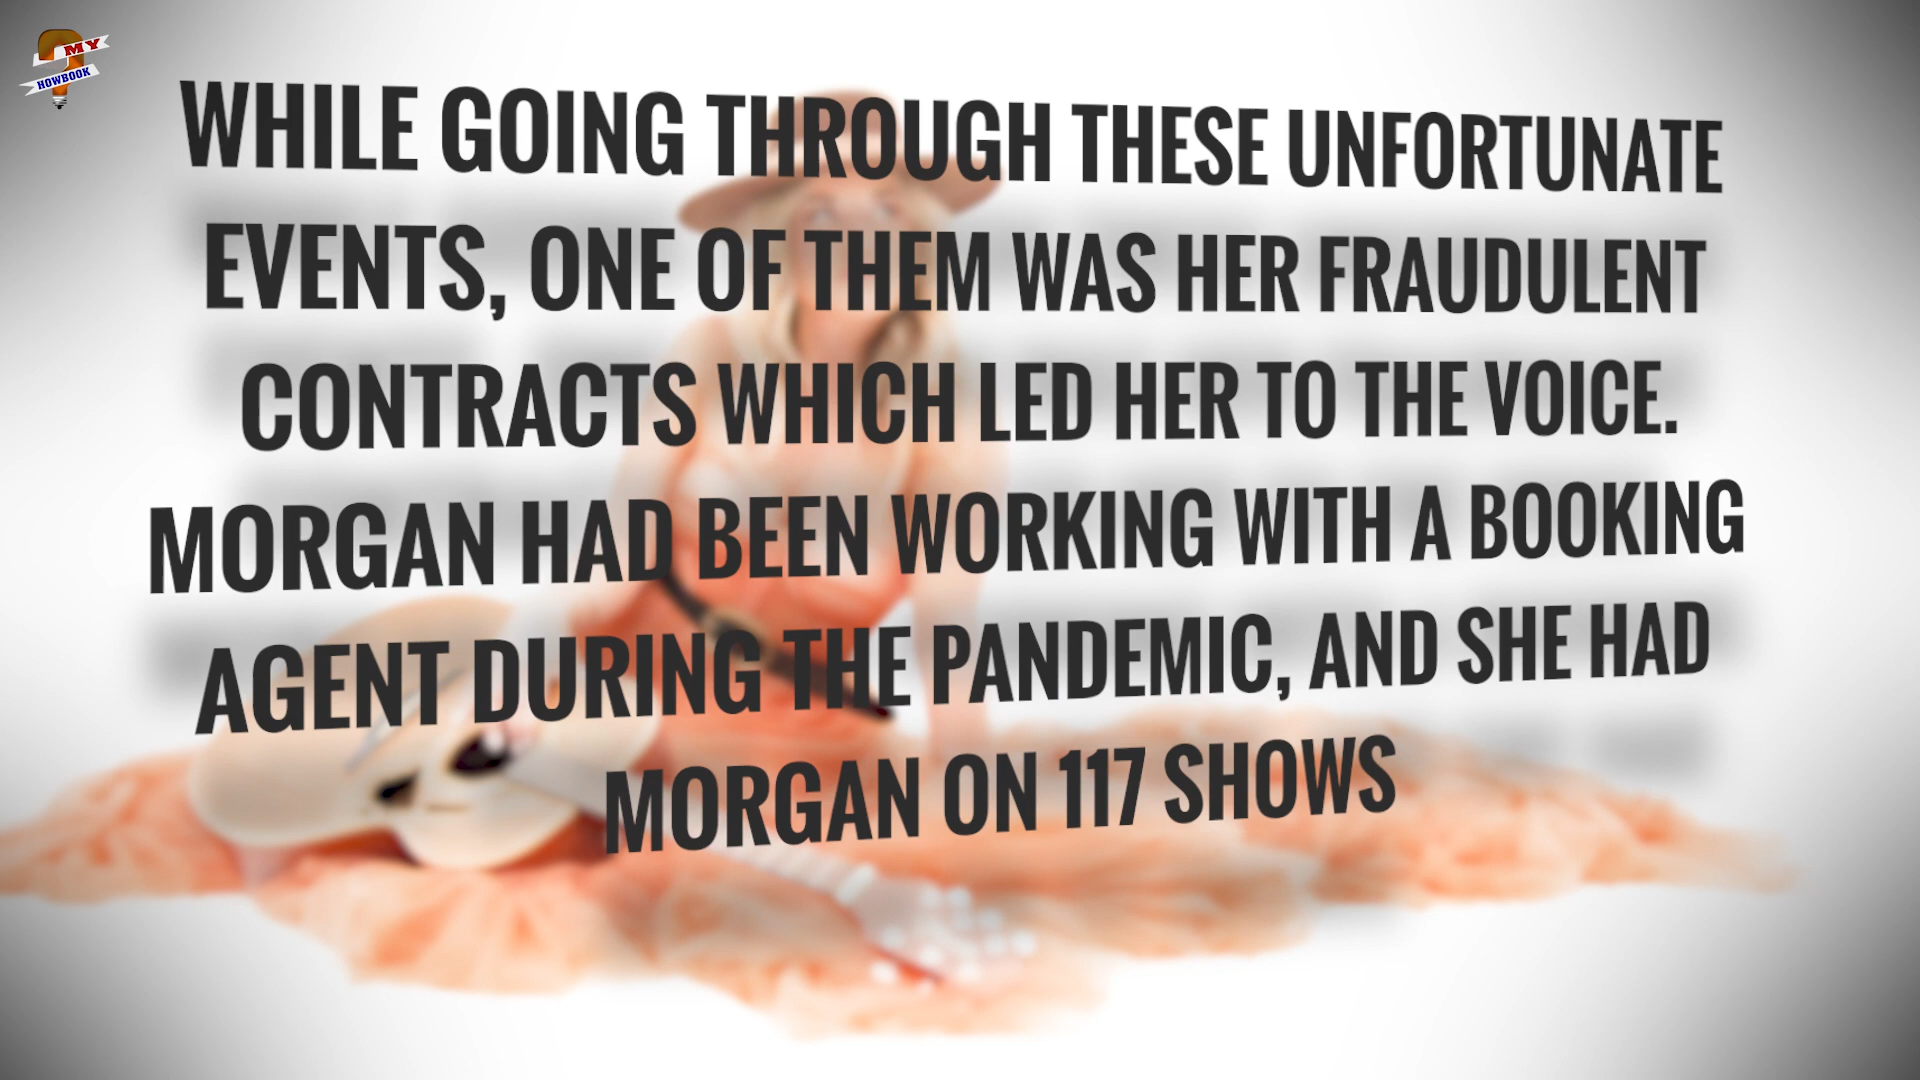 MY
HOWBOOK
WHILE GOING THROUGH THESE UNFORTUNATE
EVENTS, ONE OF THEM WAS HER FRAUDULENT
CONTRACTS WHICH LED HER TO THE VOICE.
MORGAN HAD BEEN WORKING WITH A BOOKING
AGENT DURING THE PANDEMIC, AND SHE HAD
MORGAN ON 117 SHOWS